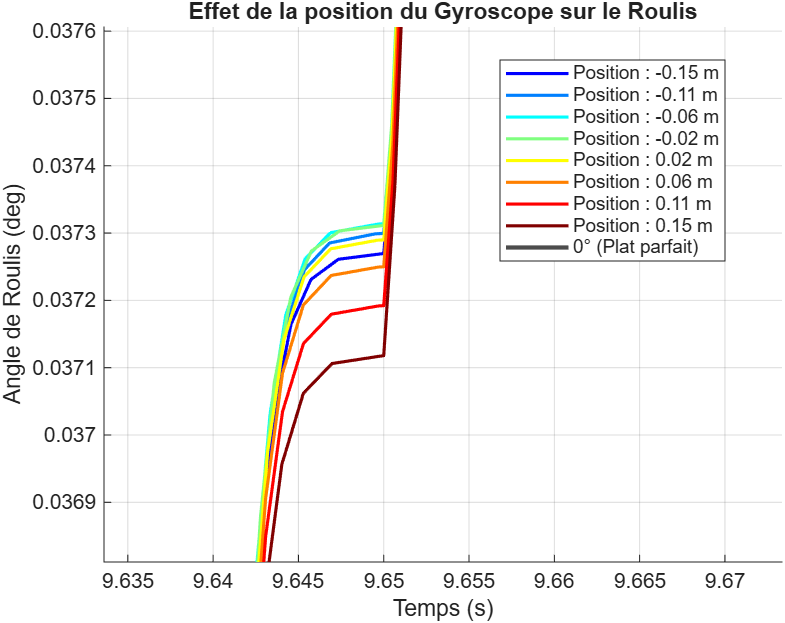 Effet de la position du Gyroscope sur le Roulis
0.0376
0.0375
0.0374
0.0373
0.0372
0.0371
0.037
0.0369
Angle de Roulis (deg)
Position : -0.15 m
Position : -0.11 m
Position : -0.06 m
Position : -0.02 m
Position : 0.02 m
Position : 0.06 m
Position : 0.11 m
Position : 0.15 m
0° (Plat parfait)
9.635 9.64 9.645 9.65 9.655 9.66 9.665 9.67
Temps (s)